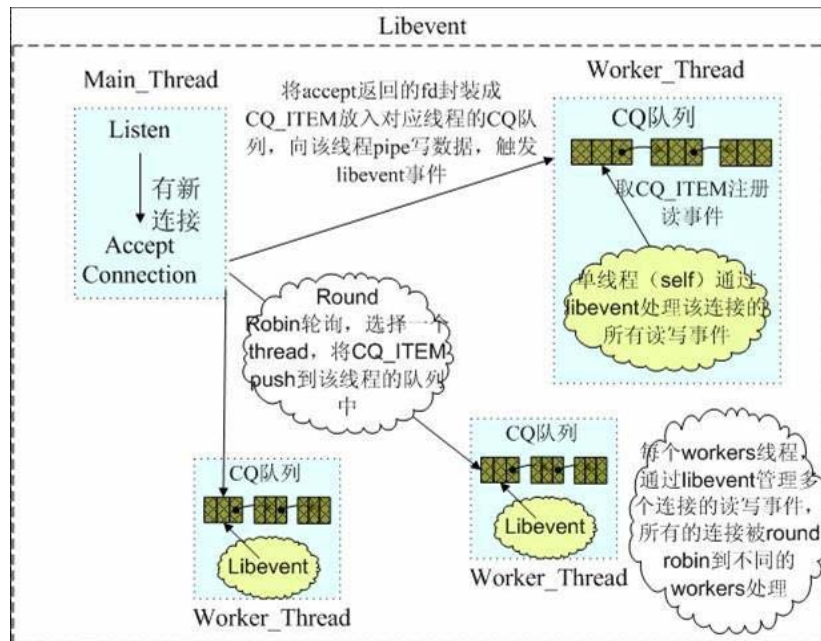 Libevent
Main_Thread
Listen
有新
连接
Accept
Connection
将accept返回的fd封装成
CQ_ITEM放入对应线程的CQ队
列，向该线程pipe写数据，触发
libevent事件
Worker_Thread
CQ队列
取CQ_ITEM注册
读事件
单线程（self）通过
libevent处理该连接的
所有读写事件
Round
Robin轮询，选择一个
thread，将CQ_ITEM
push到该线程的队列
中
CQ队列
Libevent
Worker_Thread
CQ队列
Libevent
Worker_Thread
每个workers线程，
通过libevent管理多
个连接的读写事件，
所有的连接被round
robin到不同的
workers处理